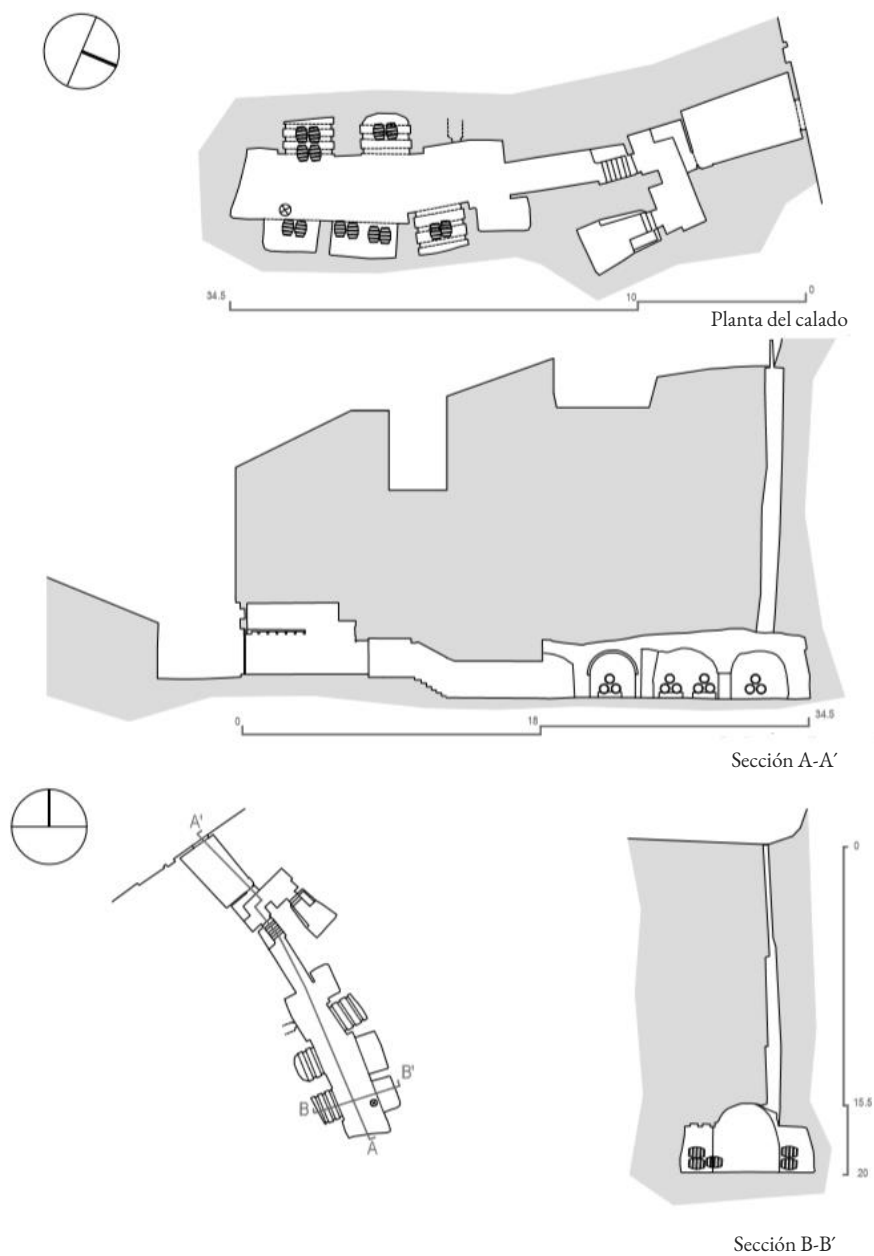 34.5
10
0
Planta del calado
0
18
34.5
Sección A-A´
A'
B'
B
A
0
15.5
20
Sección B-B´